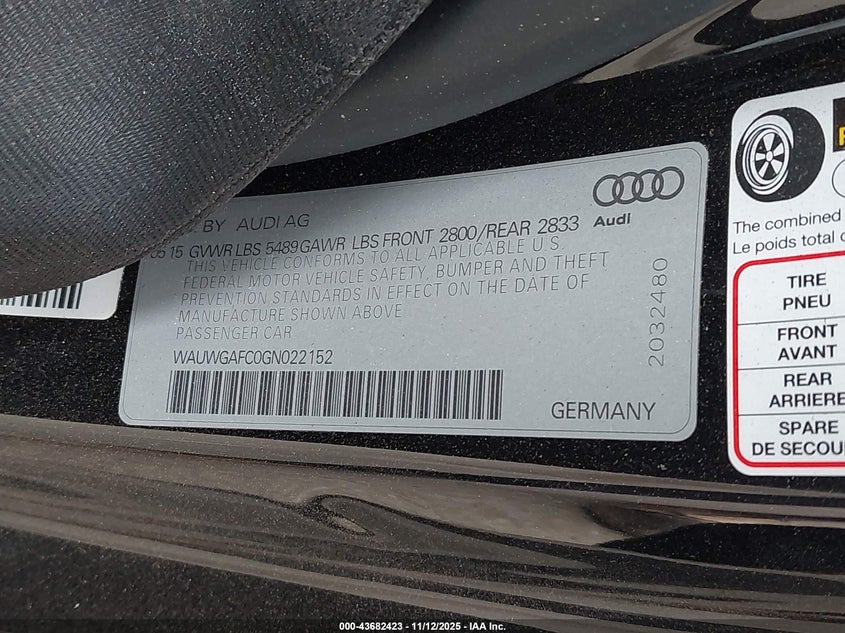 BY AUDI AG
Audi
05 15 GVWR LBS 5489 GAWR LBS FRONT 2800/REAR 2833
THIS VEHICLE CONFORMS TO ALL APPLICABLE U.S.
FEDERAL MOTOR VEHICLE SAFETY, BUMPER AND THEFT
PREVENTION STANDARDS IN EFFECT ON THE DATE OF
MANUFACTURE SHOWN ABOVE
PASSENGER CAR
WAUWGAFC0GN022152
GERMANY
2032480
The combined
Le poids total
TIRE
PNEU
FRONT
AVANT
REAR
ARRIERE
SPARE
DE
000-43682423 - 11/12/2025 - IAA Inc.